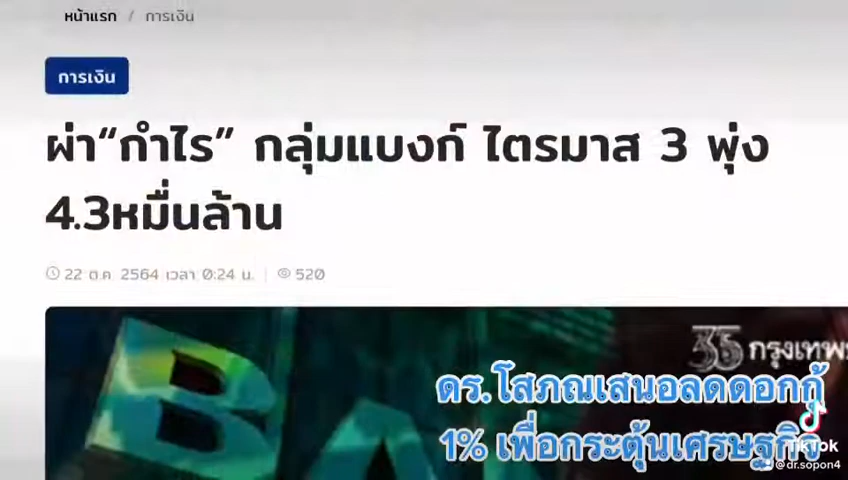 หน้าแรก / การเงิน
การเงิน
ผ่า“กำไร” กลุ่มแบงก์ ไตรมาส 3 พุ่ง
4.3หมื่นล้าน
22 ต.ค. 2564 เวลา 0:24 น. | 520
BA
35 กรุงเทพ
ดร.โสภณเสนอลดดอกกู้
1% เพื่อกระตุ้นเศรษฐกิจ
TikTok
@dr.sopon4